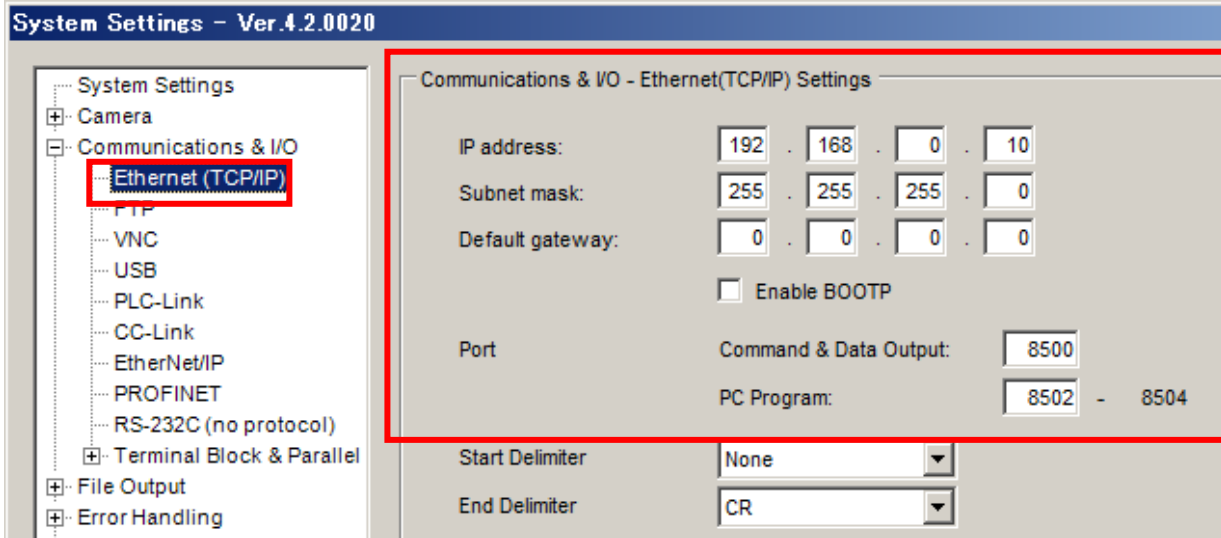 System Settings - Ver.4.2.0020
System Settings
Camera
Communications & I/O
Ethernet (TCP/IP)
FTP
VNC
USB
PLC-Link
CC-Link
EtherNet/IP
PROFINET
RS-232C (no protocol)
Terminal Block & Parallel
File Output
Error Handling
Communications & I/O - Ethernet(TCP/IP) Settings
IP address: 192 . 168 . 0 . 10
Subnet mask: 255 . 255 . 255 . 0
Default gateway: 0 . 0 . 0 . 0
Enable BOOTP
Port Command & Data Output: 8500
PC Program: 8502 - 8504
Start Delimiter None
End Delimiter CR